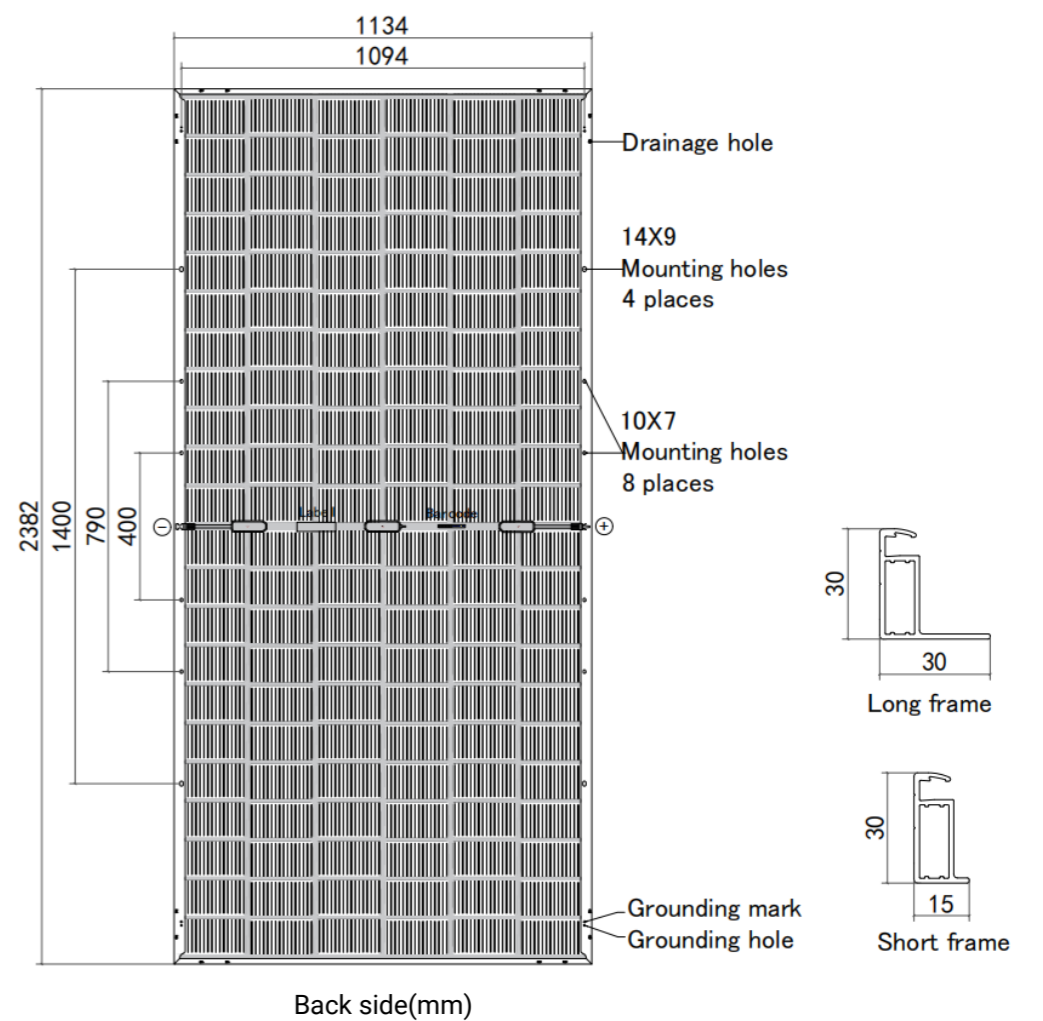 1134
1094
Drainage hole
14X9
Mounting holes
4 places
10X7
Mounting holes
8 places
2382
1400
790
400
Label
Barcode
−
+
30
30
Long frame
30
15
Short frame
Grounding mark
Grounding hole
Back side(mm)